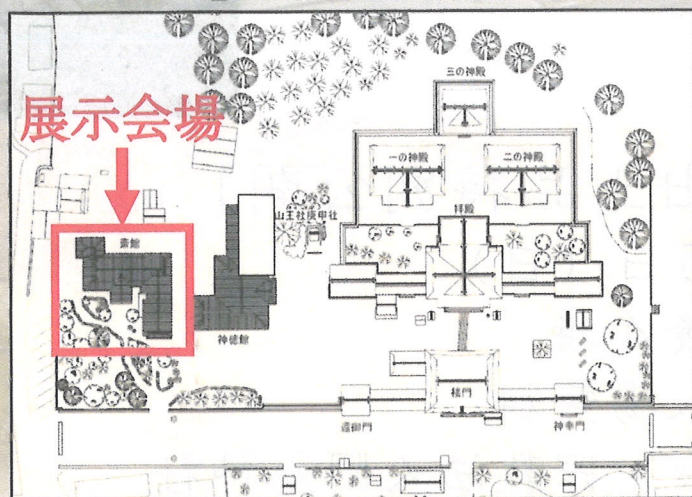 展示会場
三の神殿
一の神殿
二の神殿
拝殿
山王社庚申社
斎館
神徳館
楼門
還御門
神幸門